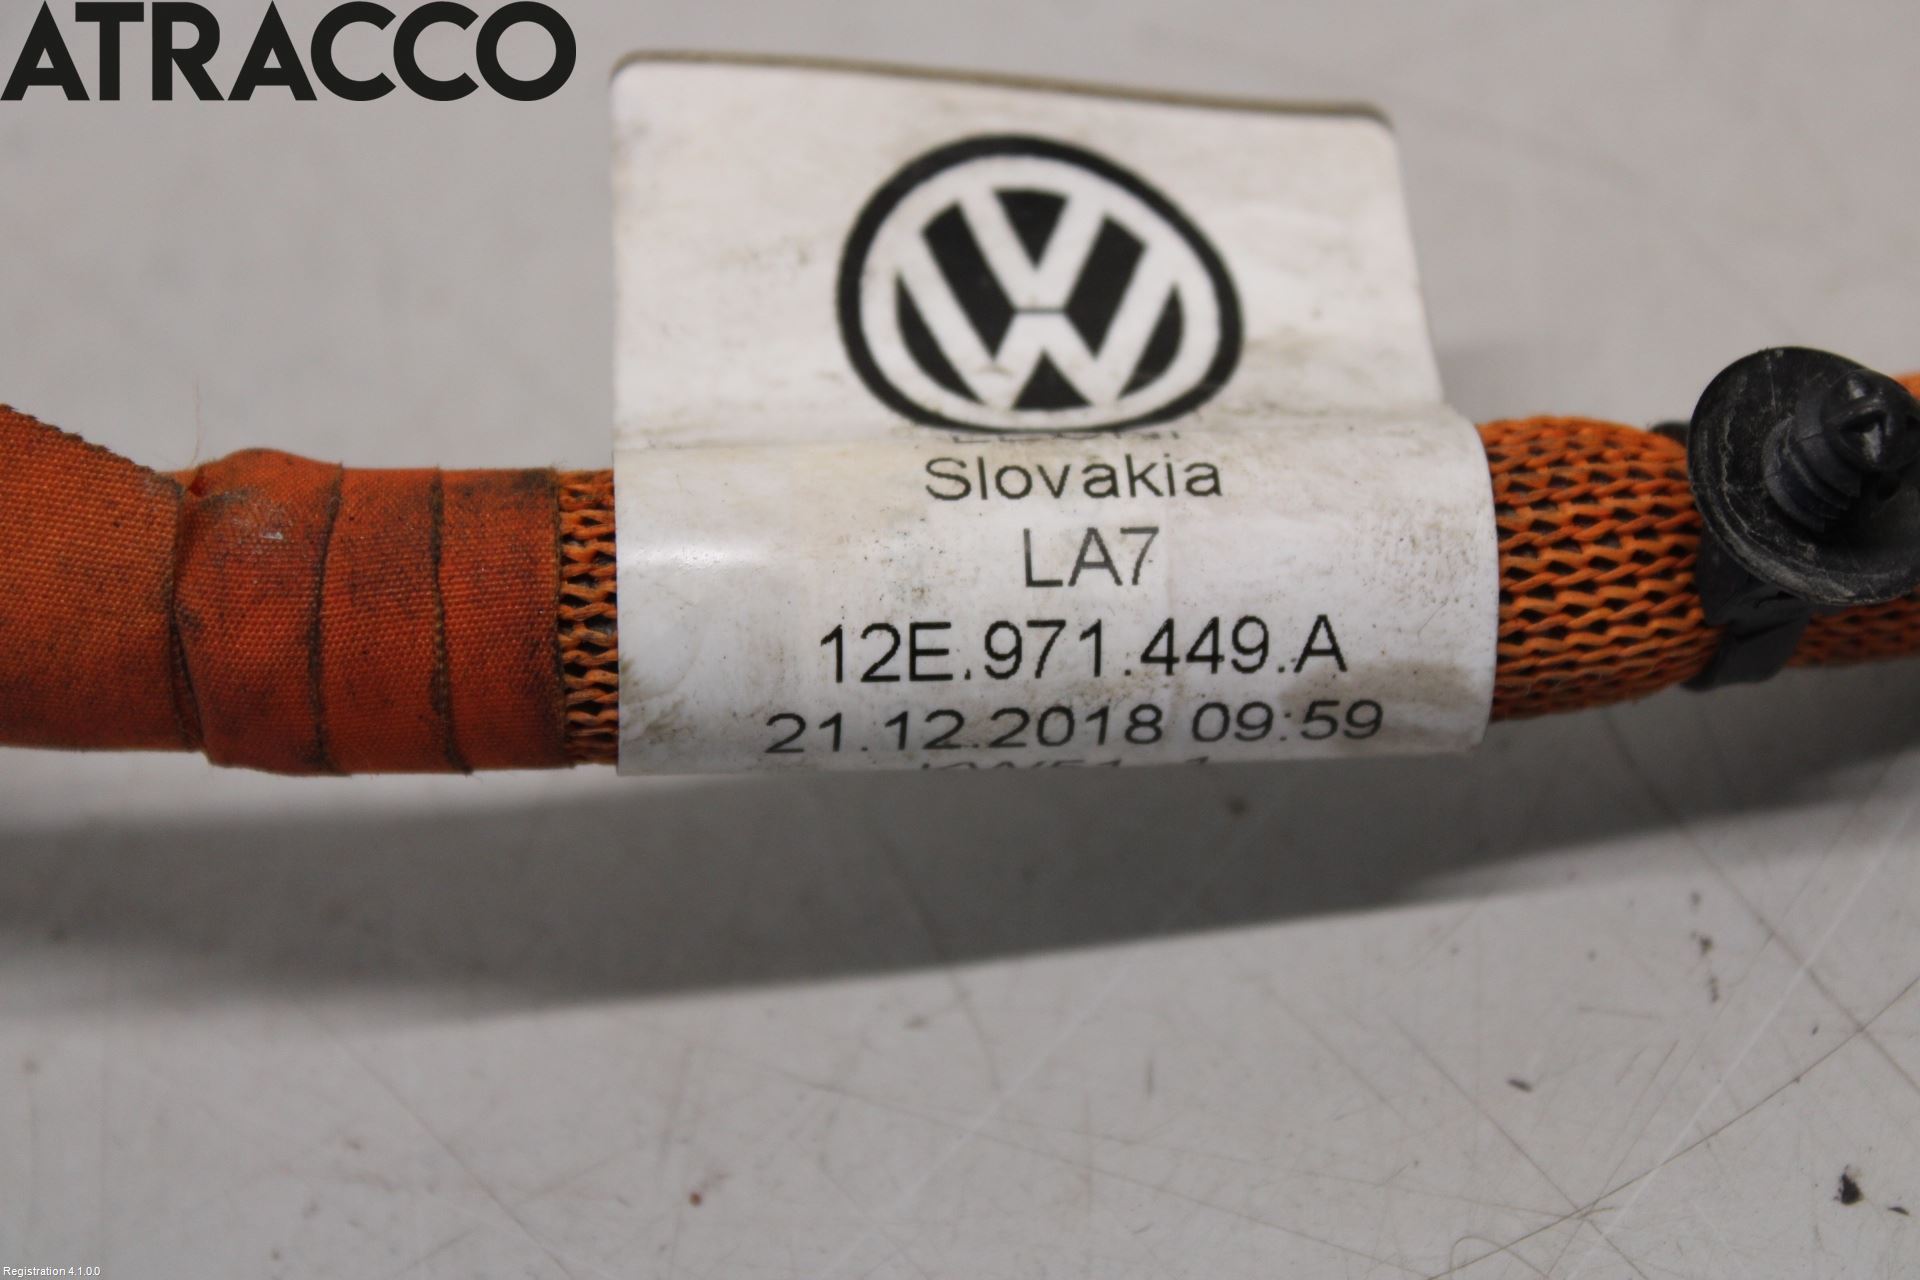 ATRACCO
Slovakia
LA7
12E.971.449.A
21.12.2018 09:59
Registration 4.1.0.0